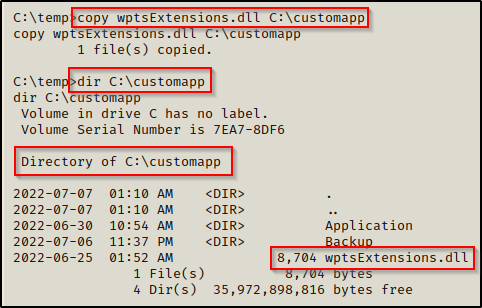 C:\temp>copy wptsExtensions.dll C:\customapp
copy wptsExtensions.dll C:\customapp
        1 file(s) copied.
C:\temp>dir C:\customapp
dir C:\customapp
 Volume in drive C has no label.
 Volume Serial Number is 7EA7-8DF6
 Directory of C:\customapp
2022-07-07  01:10 AM    <DIR>          .
2022-07-07  01:10 AM    <DIR>          ..
2022-06-30  10:54 AM    <DIR>          Application
2022-07-06  11:37 PM    <DIR>          Backup
2022-06-25  01:52 AM             8,704 wptsExtensions.dll
               1 File(s)          8,704 bytes
               4 Dir(s)  35,972,898,816 bytes free